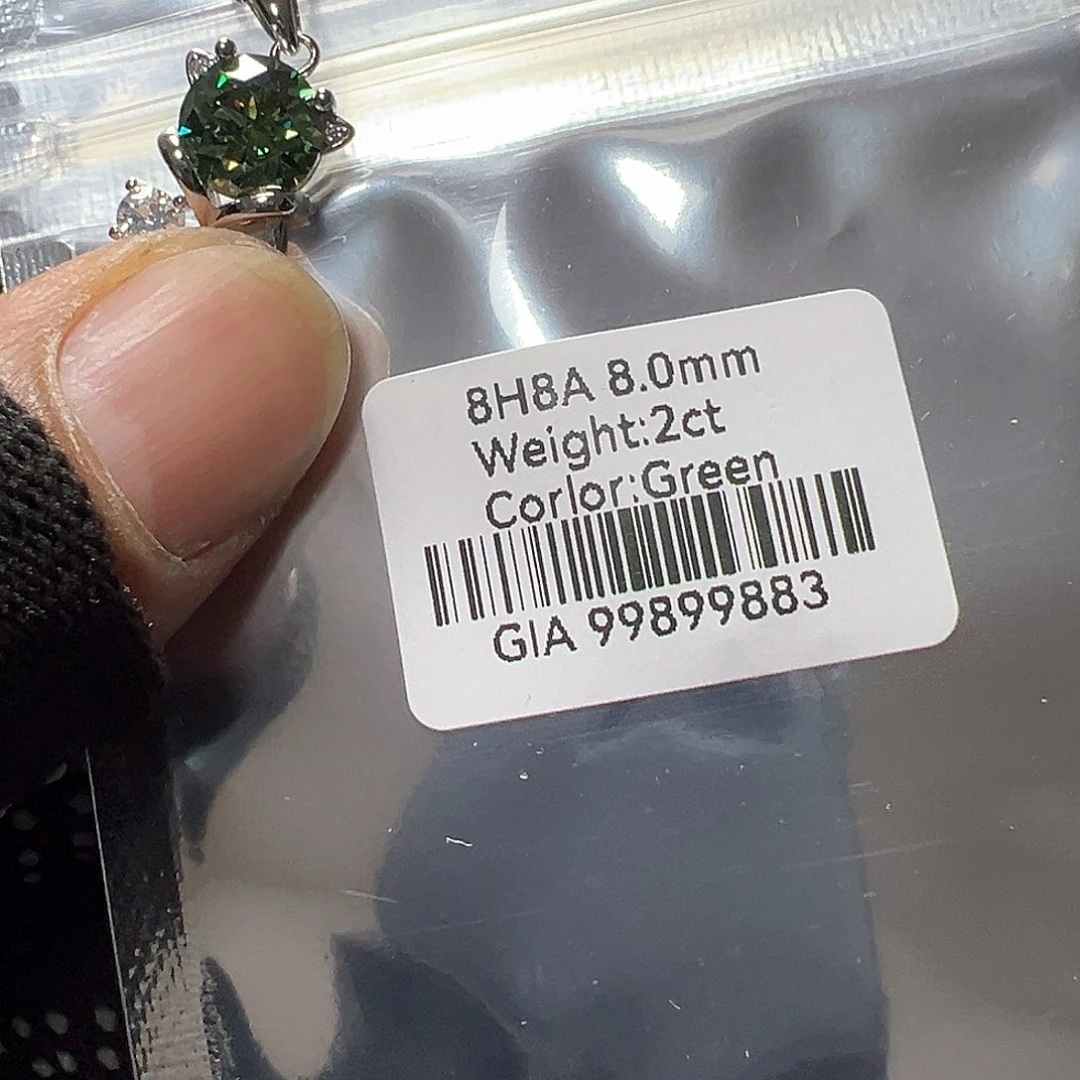 8H8A 8.0mm
Weight:2ct
Corlor:Green
GIA 99899883